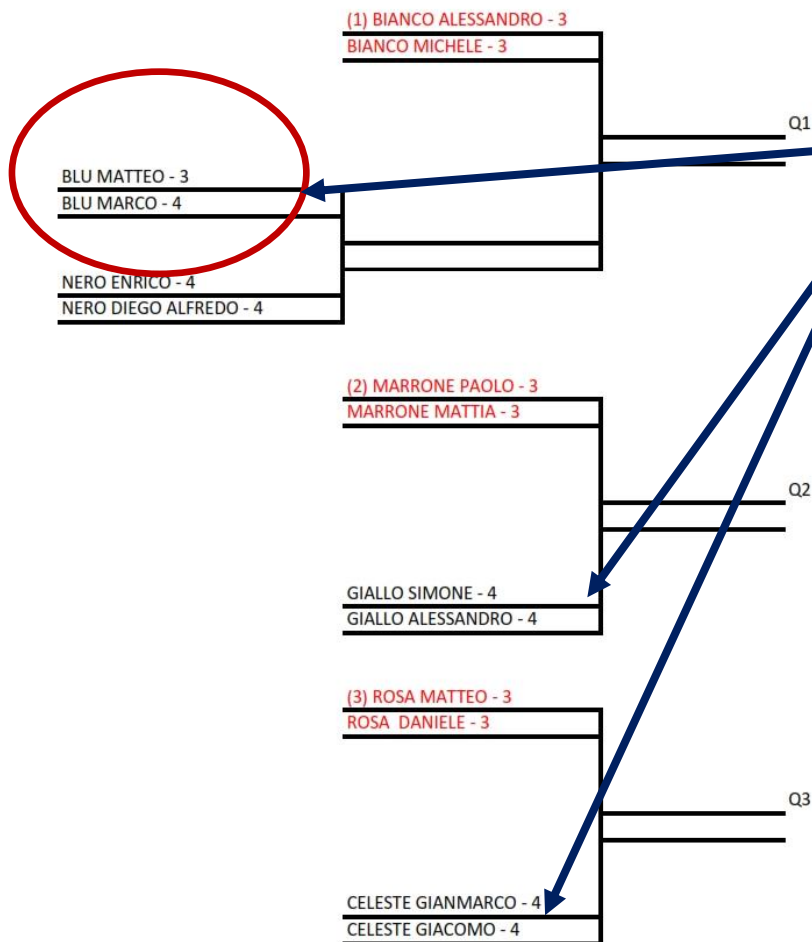 (1) BIANCO ALESSANDRO - 3
BIANCO MICHELE - 3
Q1
BLU MATTEO - 3
BLU MARCO - 4
NERO ENRICO - 4
NERO DIEGO ALFREDO - 4
(2) MARRONE PAOLO - 3
MARRONE MATTIA - 3
Q2
GIALLO SIMONE - 4
GIALLO ALESSANDRO - 4
(3) ROSA MATTEO - 3
ROSA  DANIELE - 3
Q3
CELESTE GIANMARCO - 4
CELESTE GIACOMO - 4